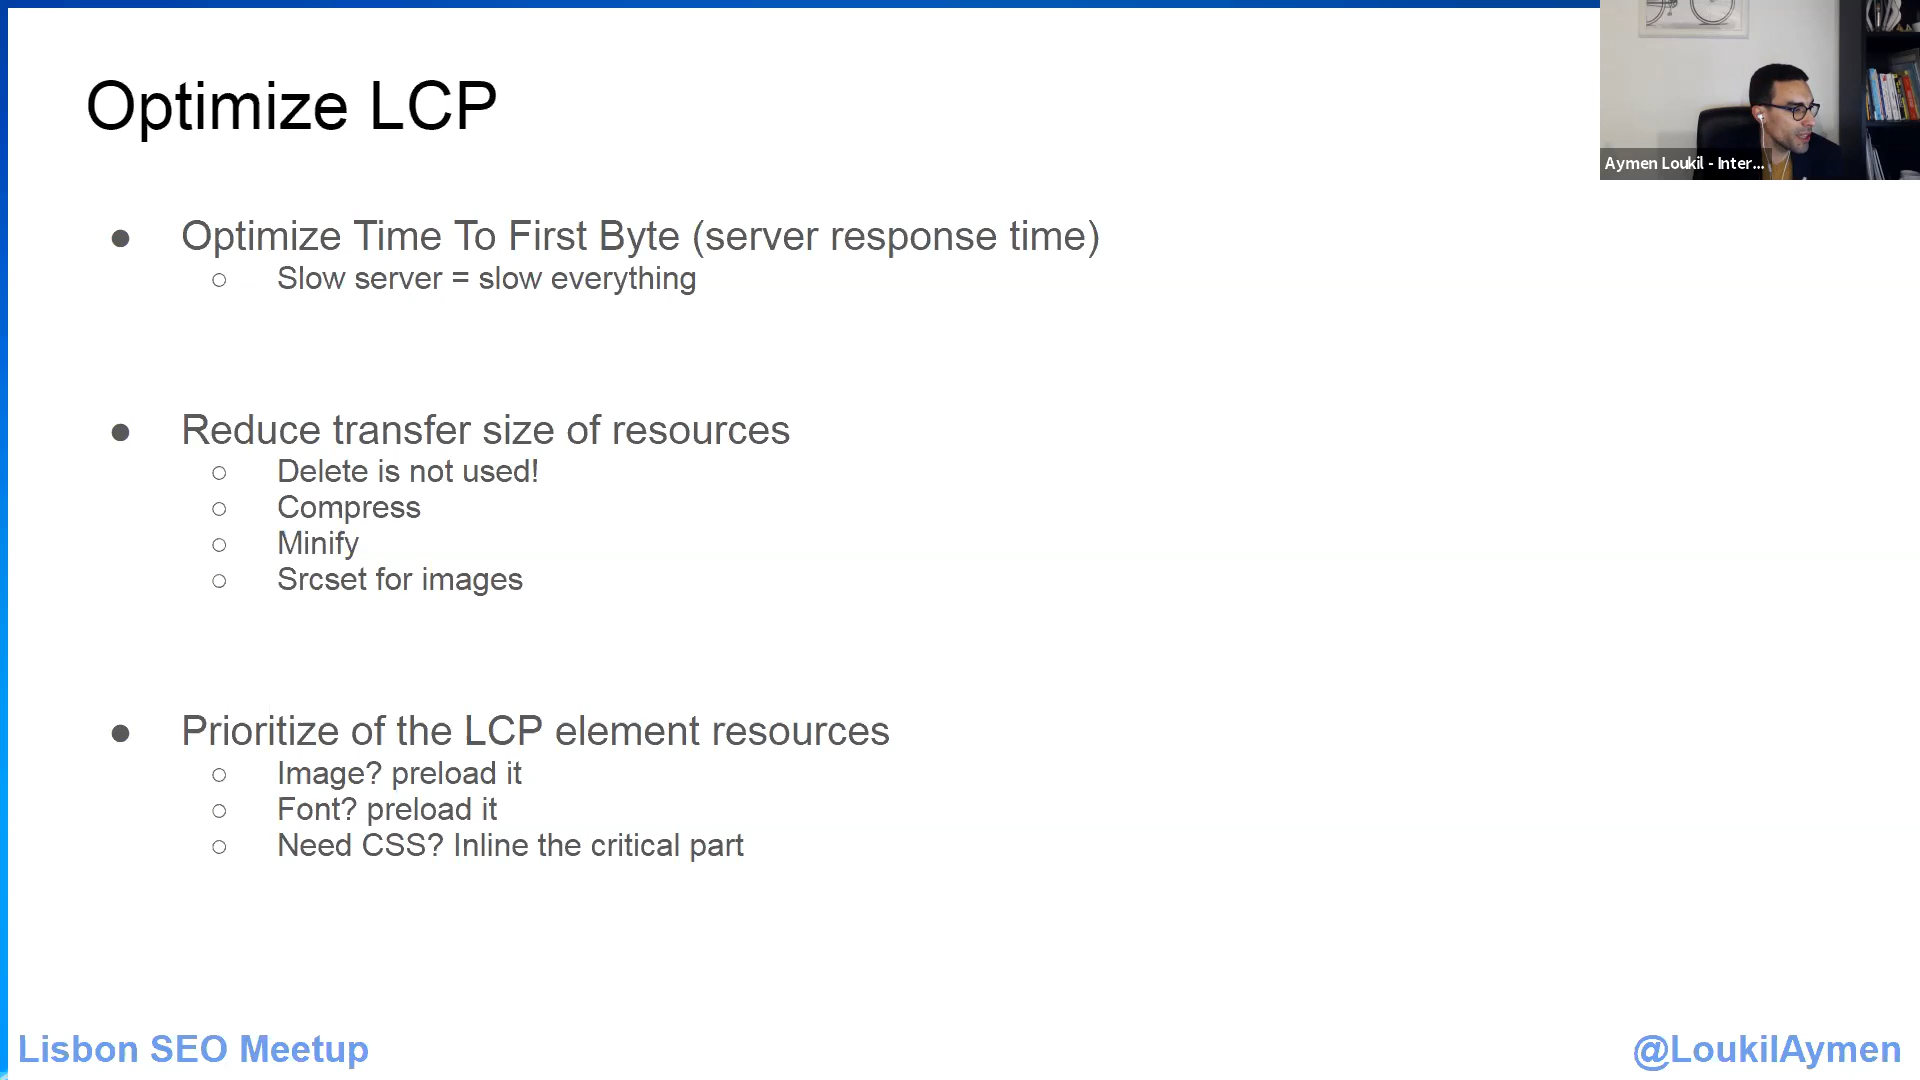 Optimize LCP
Aymen Loukil - Inter...
● Optimize Time To First Byte (server response time)
○ Slow server = slow everything
● Reduce transfer size of resources
○ Delete is not used!
○ Compress
○ Minify
○ Srcset for images
● Prioritize of the LCP element resources
○ Image? preload it
○ Font? preload it
○ Need CSS? Inline the critical part
Lisbon SEO Meetup
@LoukilAymen